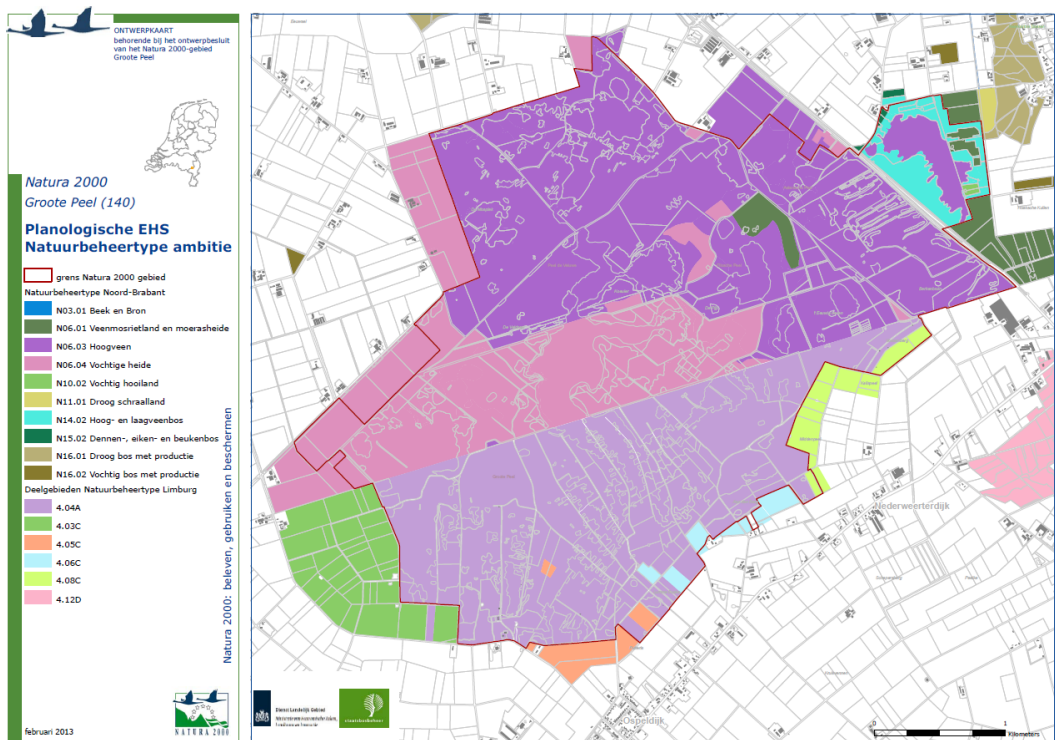 ONTWERPKAART
behorende bij het ontwerpbesluit
van het Natura 2000-gebied
Groote Peel
Natura 2000
Groote Peel (140)
Planologische EHS
Natuurbeheertype ambitie
grens Natura 2000 gebied
Natuurbeheertype Noord-Brabant
N03.01 Beek en Bron
N06.01 Veenmosrietland en moerasheide
N06.03 Hoogveen
N06.04 Vochtige heide
N10.02 Vochtig hooiland
N11.01 Droog schraalland
N14.02 Hoog- en laagveenbos
N15.02 Dennen-, eiken- en beukenbos
N16.01 Droog bos met productie
N16.02 Vochtig bos met productie
Deelgebieden Natuurbeheertype Limburg
4.04A
4.03C
4.05C
4.06C
4.08C
4.12D
Natura 2000: beleven, gebruiken en beschermen
NATURA 2000
februari 2013
Nederweerterdijk
Ospeldijk
Dienst Landelijk Gebied
0 1
Kilometers